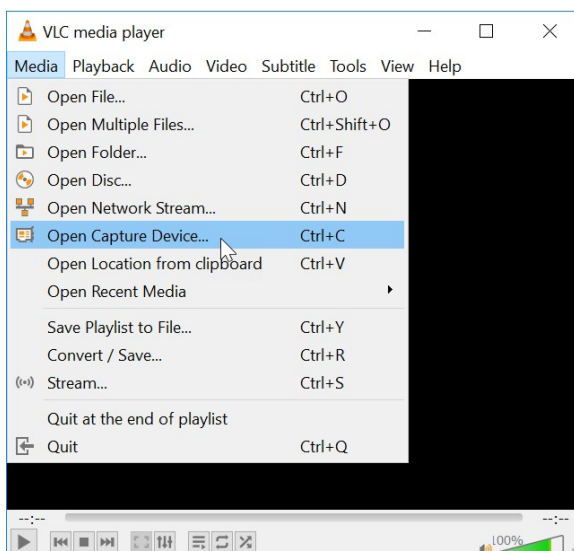 VLC media player
Media Playback Audio Video Subtitle Tools View Help
Open File... Ctrl+O
Open Multiple Files... Ctrl+Shift+O
Open Folder... Ctrl+F
Open Disc... Ctrl+D
Open Network Stream... Ctrl+N
Open Capture Device... Ctrl+C
Open Location from clipboard Ctrl+V
Open Recent Media
Save Playlist to File... Ctrl+Y
Convert / Save... Ctrl+R
Stream... Ctrl+S
Quit at the end of playlist
Quit Ctrl+Q
--:-- --:--
100%